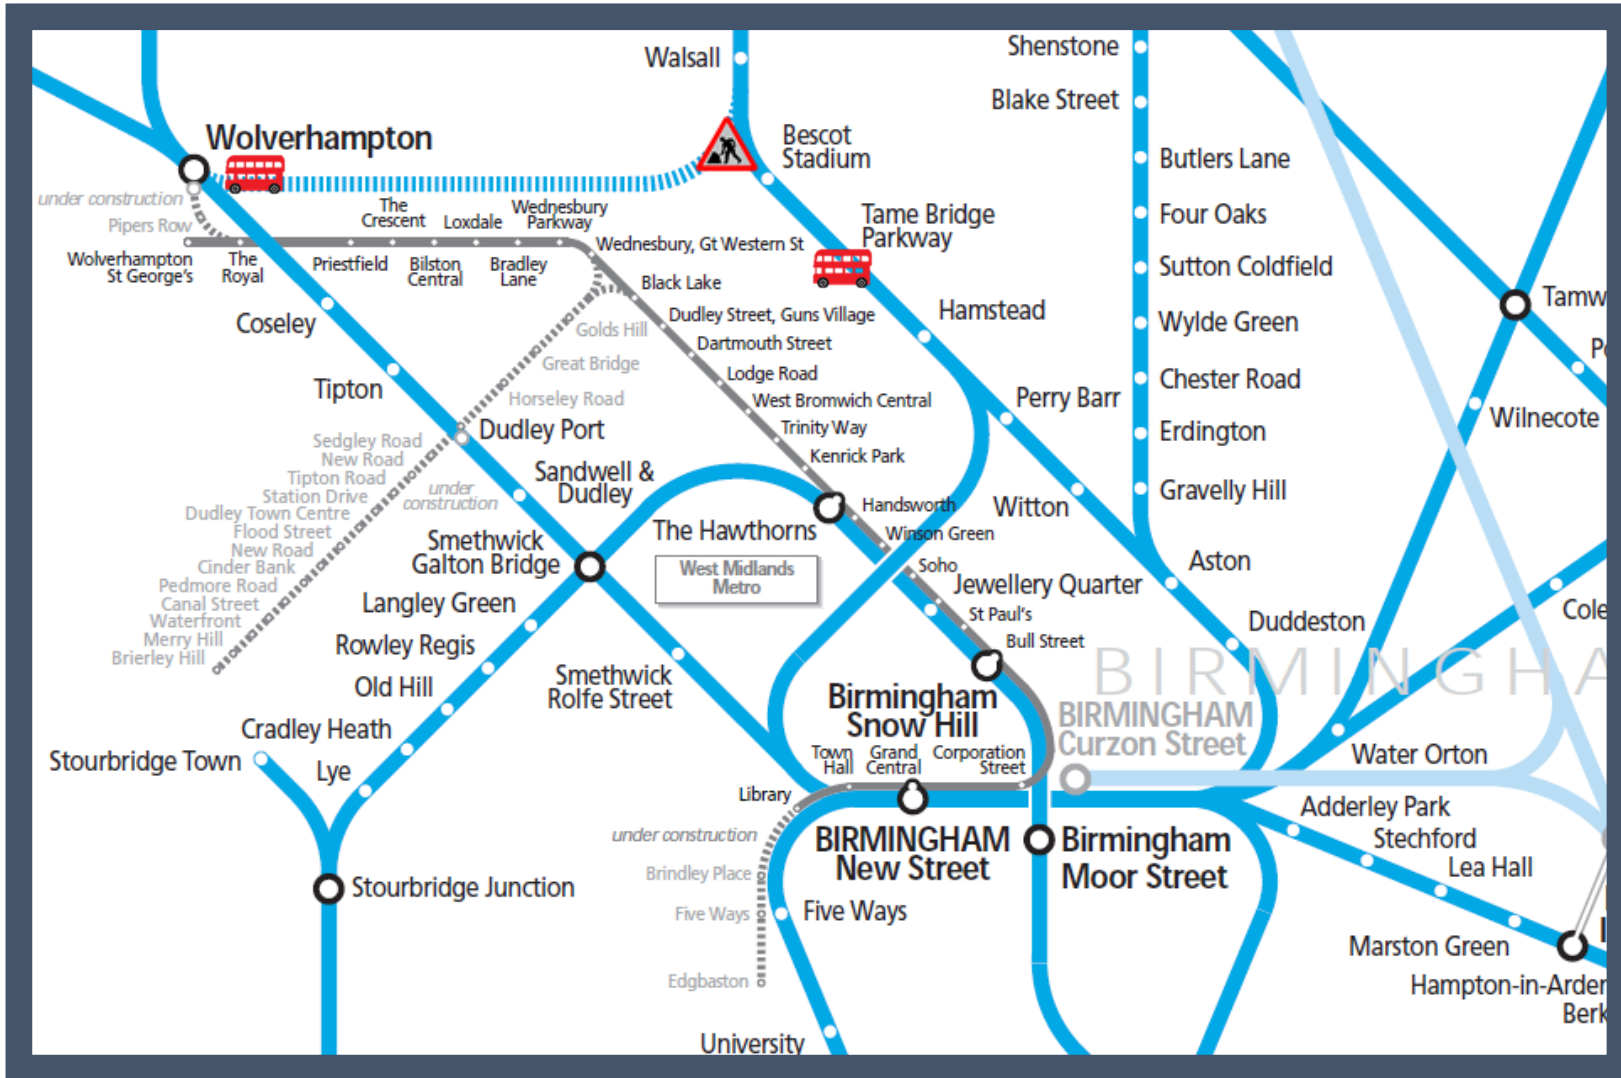 Walsall
Shenstone
Blake Street
Wolverhampton
Bescot
Stadium
Butlers Lane
under construction
Pipers Row
The
Crescent
Loxdale
Wednesbury
Parkway
Tame Bridge
Parkway
Four Oaks
Wolverhampton
St George's
The
Royal
Priestfield
Bilston
Central
Bradley
Lane
Wednesbury, Gt Western St
Sutton Coldfield
Black Lake
Coseley
Golds Hill
Dudley Street, Guns Village
Hamstead
Wylde Green
Tamw
Dartmouth Street
Great Bridge
Lodge Road
Tipton
Horseley Road
West Bromwich Central
Perry Barr
Chester Road
Wilnecote
Trinity Way
Dudley Port
Erdington
Sedgley Road
New Road
Tipton Road
Station Drive
Dudley Town Centre
Flood Street
New Road
Cinder Bank
Pedmore Road
Canal Street
Waterfront
Merry Hill
Brierley Hill
under
construction
Kenrick Park
Sandwell &
Dudley
Gravelly Hill
Handsworth
Witton
The Hawthorns
Winson Green
Smethwick
Galton Bridge
West Midlands
Metro
Soho
Jewellery Quarter
Aston
Langley Green
St Paul's
Cole
Rowley Regis
Bull Street
Duddeston
Old Hill
Smethwick
Rolfe Street
BIRMINGHA
Birmingham
Snow Hill
BIRMINGHAM
Curzon Street
Cradley Heath
Stourbridge Town
Lye
Town
Hall
Grand
Central
Corporation
Street
Water Orton
Library
Adderley Park
under construction
BIRMINGHAM
New Street
Birmingham
Moor Street
Stechford
Lea Hall
Brindley Place
Stourbridge Junction
Five Ways
Five Ways
Marston Green
Edgbaston
Hampton-in-Arden
Berk
University